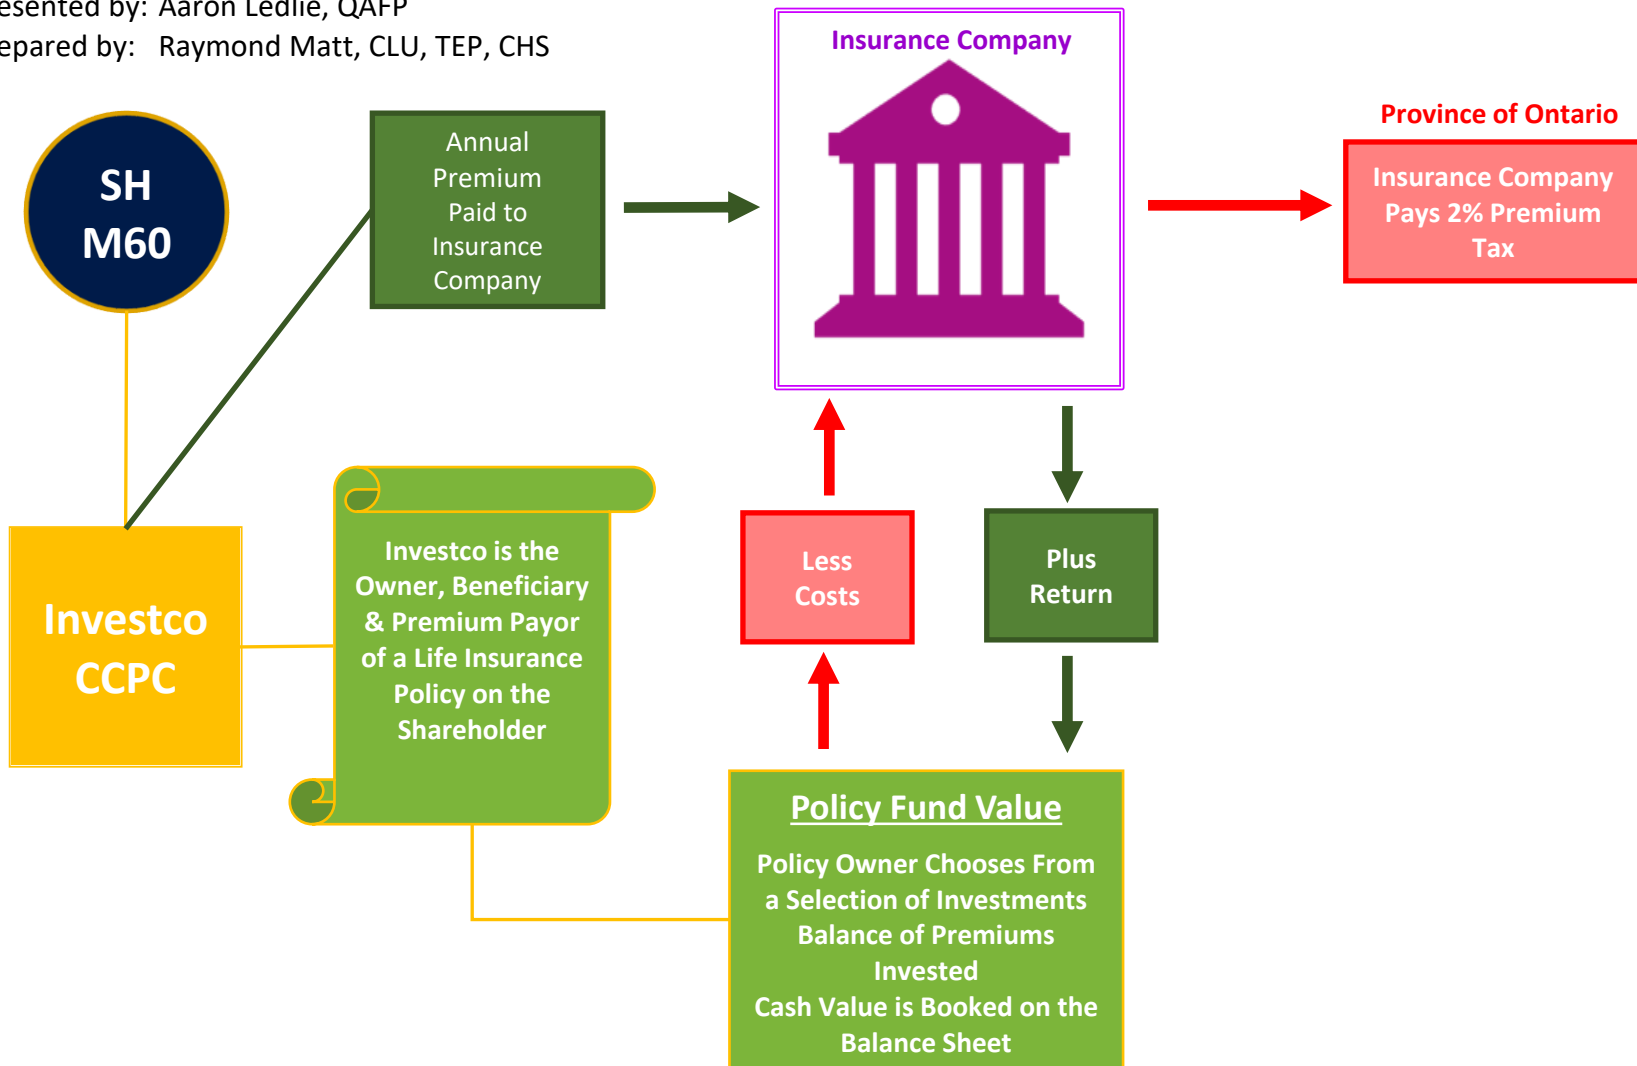 esented by: Aaron Ledlie, QAFP
epared by: Raymond Matt, CLU, TEP, CHS
Insurance Company
Province of Ontario
Insurance Company
Pays 2% Premium
Tax
Annual
Premium
Paid to
Insurance
Company
SH
M60
Investco
CCPC
Investco is the
Owner, Beneficiary
& Premium Payor
of a Life Insurance
Policy on the
Shareholder
Less
Costs
Plus
Return
Policy Fund Value
Policy Owner Chooses From
a Selection of Investments
Balance of Premiums
Invested
Cash Value is Booked on the
Balance Sheet